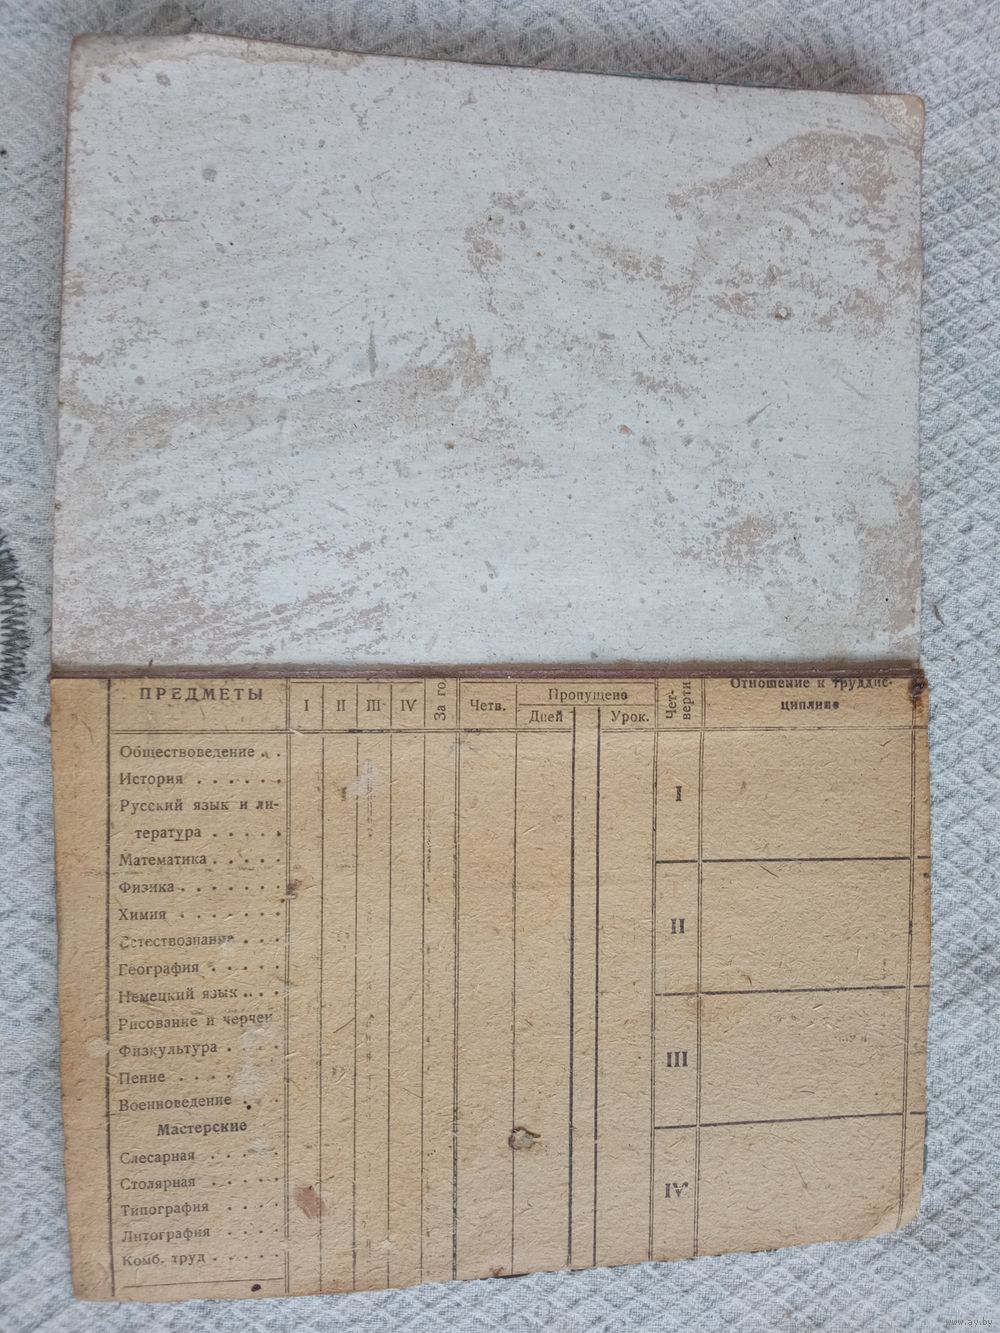 ПРЕДМЕТЫ
I II III IV За го
Четв.
Пропущено
Дней Урок.
Чет-
верти
Отношение к труддис-
циплине
Обществоведение . .
История . . . . . .
Русский язык и ли-
тература . . . . .
Математика . . . . .
Физика . . . . . . .
Химия . . . . . . .
Естествознание . . .
География . . . . .
Немецкий язык . . .
Рисование и черчен
Физкультура . . . .
Пение . . . .
Военноведение . .
Мастерские
Слесарная . . . . .
Столярная . . . . .
Типография . . . .
Литография . . . .
Комб. труд . . . . .
I
II
III
IV
www.ay.by